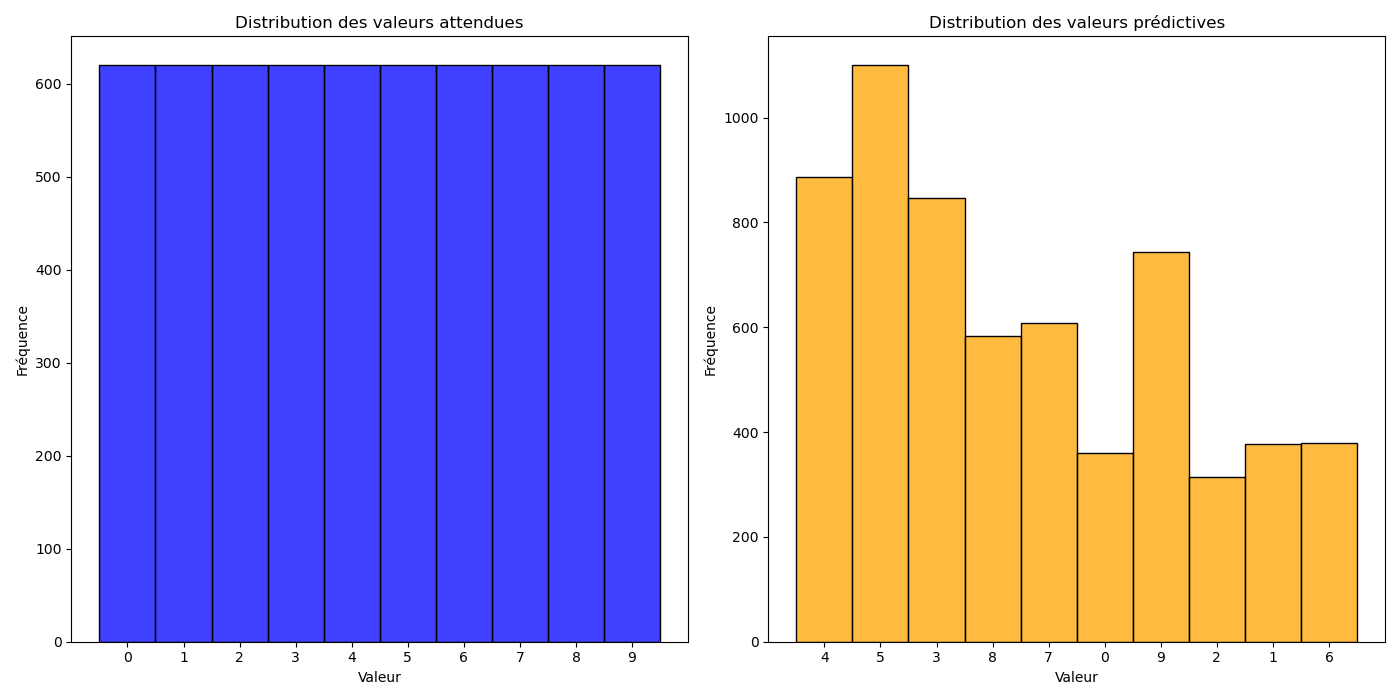 Distribution des valeurs attendues
600
500
400
300
200
100
0
Fréquence
0 1 2 3 4 5 6 7 8 9
Valeur
Distribution des valeurs prédictives
1000
800
600
400
200
0
Fréquence
4 5 3 8 7 0 9 2 1 6
Valeur